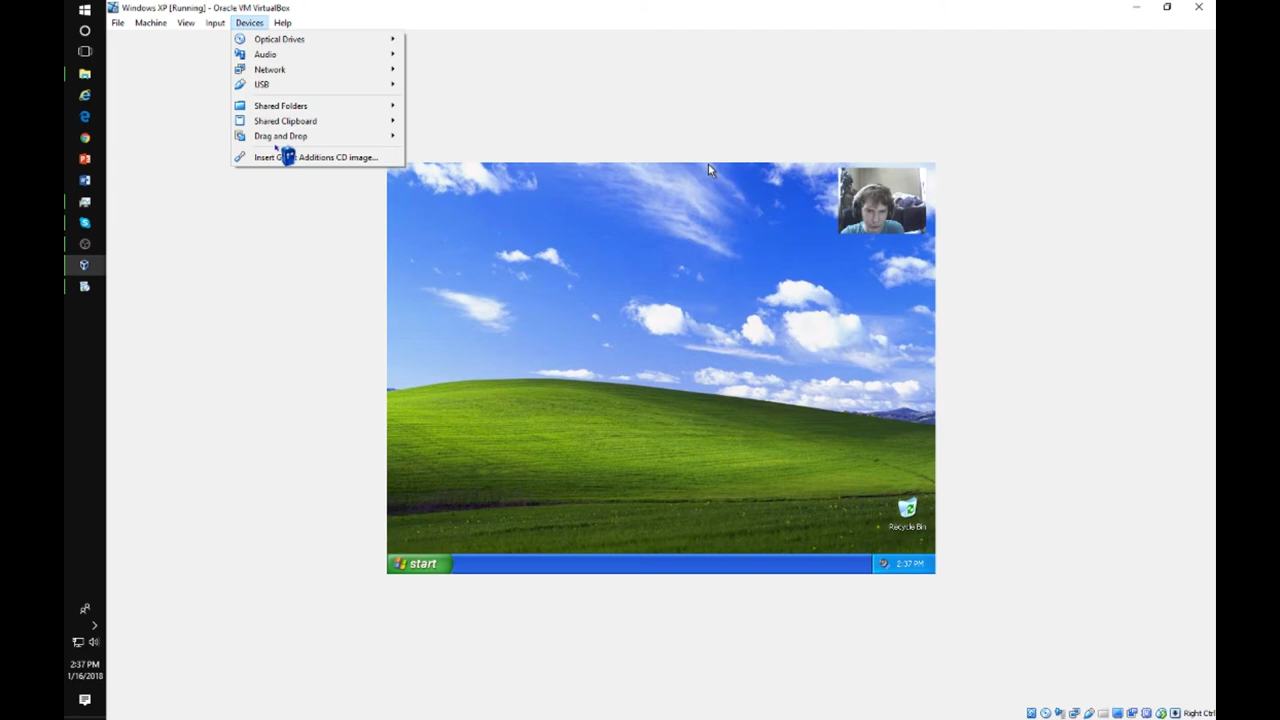 Windows XP [Running] - Oracle VM VirtualBox
File Machine View Input Devices Help
Optical Drives
Audio
Network
USB
Shared Folders
Shared Clipboard
Drag and Drop
Insert Additions CD image...
Recycle Bin
start 2:37 PM
2:37 PM
1/16/2018
Right Ctrl